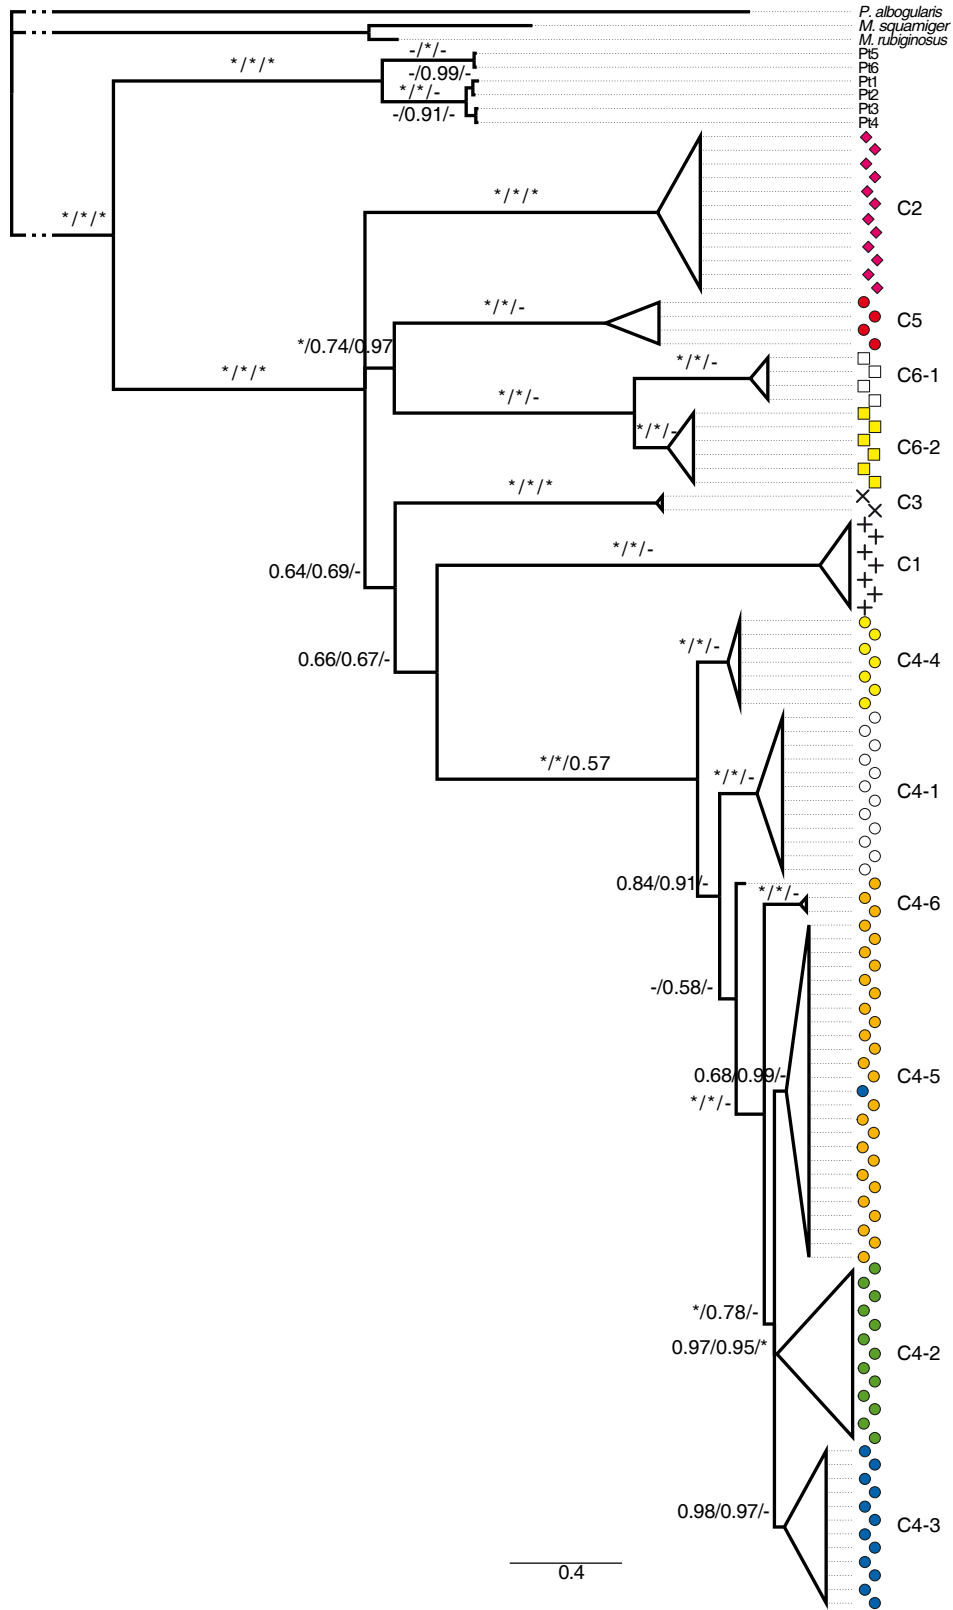 P. albogularis
M. squamiger
M. rubiginosus
-/*/-
Pt5
*/*/*
-/0.99/-
Pt6
Pt1
*/*/-
Pt2
Pt3
-/0.91/-
Pt4
*/*/*
C2
*/*/*
*/*/-
C5
*/0.74/0.97
*/*/-
C6-1
*/*/*
*/*/-
*/*/-
C6-2
*/*/*
C3
*/*/-
C1
0.64/0.69/-
*/*/-
C4-4
0.66/0.67/-
*/*/0.57
*/*/-
C4-1
0.84/0.91/-
*/*/-
C4-6
-/0.58/-
0.68/0.99/-
C4-5
*/*/-
*/0.78/-
0.97/0.95/*
C4-2
0.98/0.97/-
C4-3
0.4